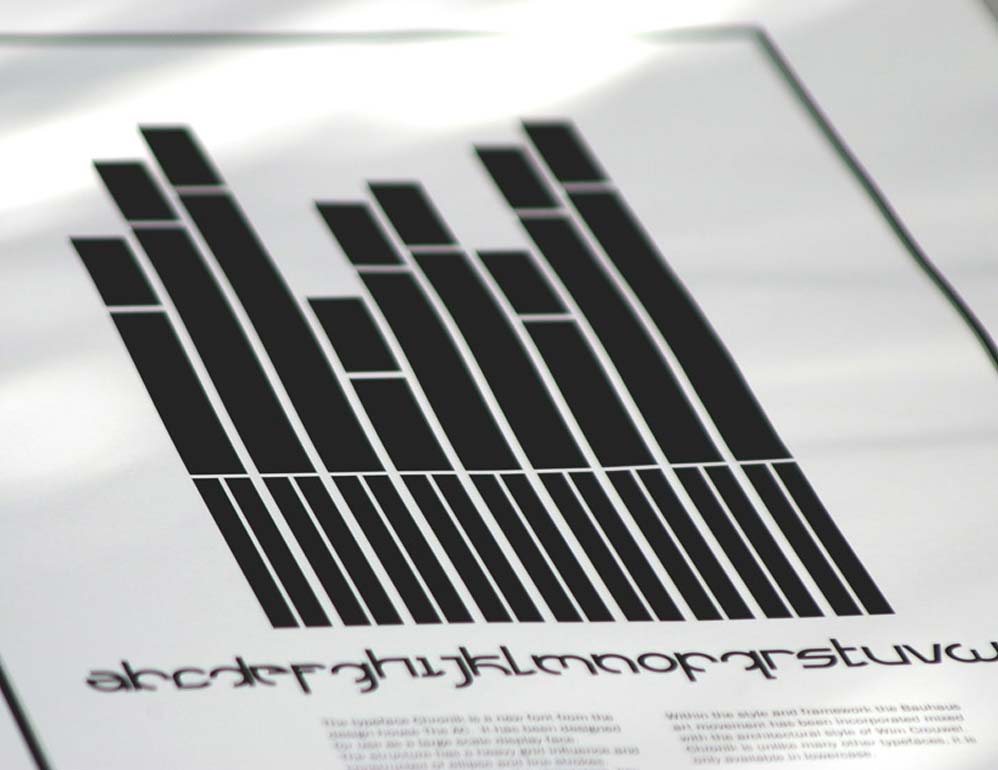 abcdefghijklmnopqrstuvw
The typeface Chronik is a new font from the
design house The A. It has been designed
for use as a large scale display face.
The structure has a heavy grid influence and
constructed of ellipse and line strokes.
Within the style and framework the Bauhaus
art movement has been incorporated mixed
with the architectural style of Wim Crouwel.
Chronik is unlike many other typefaces, it is
only available in lowercase.